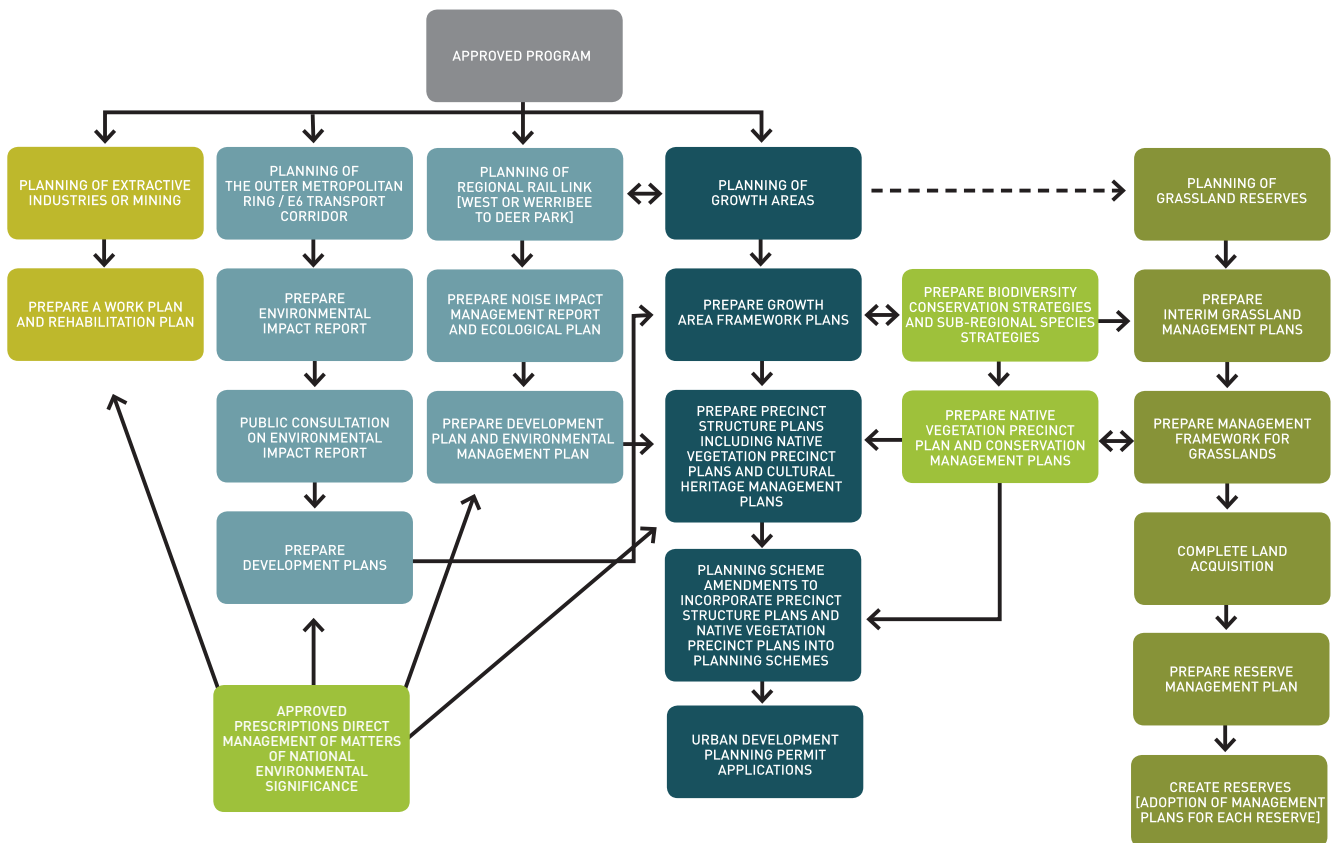 APPROVED PROGRAM
PLANNING OF EXTRACTIVE
INDUSTRIES OR MINING
PLANNING OF
THE OUTER METROPOLITAN
RING / E6 TRANSPORT
CORRIDOR
PLANNING OF
REGIONAL RAIL LINK
[WEST OR WERRIBEE
TO DEER PARK]
PLANNING OF
GROWTH AREAS
PLANNING OF
GRASSLAND RESERVES
PREPARE A WORK PLAN
AND REHABILITATION PLAN
PREPARE
ENVIRONMENTAL
IMPACT REPORT
PREPARE NOISE IMPACT
MANAGEMENT REPORT
AND ECOLOGICAL PLAN
PREPARE GROWTH
AREA FRAMEWORK PLANS
PREPARE BIODIVERSITY
CONSERVATION STRATEGIES
AND SUB-REGIONAL SPECIES
STRATEGIES
PREPARE
INTERIM GRASSLAND
MANAGEMENT PLANS
PUBLIC CONSULTATION
ON ENVIRONMENTAL
IMPACT REPORT
PREPARE DEVELOPMENT
PLAN AND ENVIRONMENTAL
MANAGEMENT PLAN
PREPARE PRECINCT
STRUCTURE PLANS
INCLUDING NATIVE
VEGETATION PRECINCT
PLANS AND CULTURAL
HERITAGE MANAGEMENT
PLANS
PREPARE NATIVE
VEGETATION PRECINCT
PLAN AND CONSERVATION
MANAGEMENT PLANS
PREPARE MANAGEMENT
FRAMEWORK FOR
GRASSLANDS
PREPARE
DEVELOPMENT PLANS
PLANNING SCHEME
AMENDMENTS TO
INCORPORATE PRECINCT
STRUCTURE PLANS AND
NATIVE VEGETATION
PRECINCT PLANS INTO
PLANNING SCHEMES
COMPLETE LAND
ACQUISITION
APPROVED
PRESCRIPTIONS DIRECT
MANAGEMENT OF MATTERS
OF NATIONAL
ENVIRONMENTAL
SIGNIFICANCE
URBAN DEVELOPMENT
PLANNING PERMIT
APPLICATIONS
PREPARE RESERVE
MANAGEMENT PLAN
CREATE RESERVES
[ADOPTION OF MANAGEMENT
PLANS FOR EACH RESERVE]